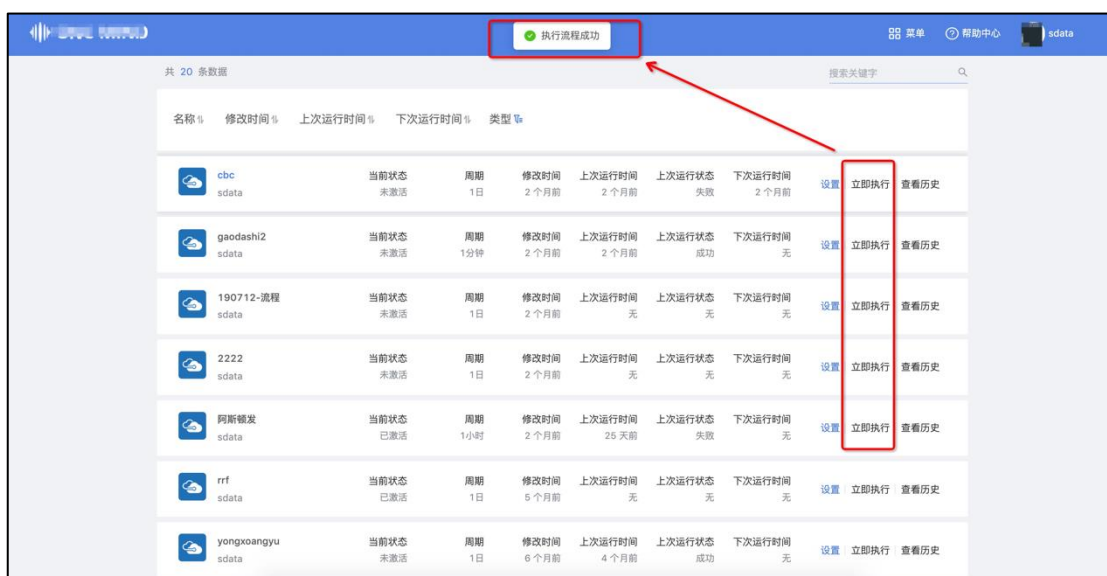 执行流程成功
菜单 帮助中心 sdata
共 20 条数据 搜索关键字
名称 修改时间 上次运行时间 下次运行时间 类型
cbc 当前状态 周期 修改时间 上次运行时间 上次运行状态 下次运行时间 设置 立即执行 查看历史
sdata 未激活 1日 2 个月前 2 个月前 失败 2 个月前
gaodashi2 当前状态 周期 修改时间 上次运行时间 上次运行状态 下次运行时间 设置 立即执行 查看历史
sdata 未激活 1分钟 2 个月前 2 个月前 成功 无
190712-流程 当前状态 周期 修改时间 上次运行时间 上次运行状态 下次运行时间 设置 立即执行 查看历史
sdata 未激活 1日 2 个月前 无 无 无
2222 当前状态 周期 修改时间 上次运行时间 上次运行状态 下次运行时间 设置 立即执行 查看历史
sdata 未激活 1日 2 个月前 无 无 无
阿斯顿发 当前状态 周期 修改时间 上次运行时间 上次运行状态 下次运行时间 设置 立即执行 查看历史
sdata 已激活 1小时 2 个月前 25 天前 失败 无
rrf 当前状态 周期 修改时间 上次运行时间 上次运行状态 下次运行时间 设置 立即执行 查看历史
sdata 已激活 1日 5 个月前 无 无 无
yongxoangyu 当前状态 周期 修改时间 上次运行时间 上次运行状态 下次运行时间 设置 立即执行 查看历史
sdata 未激活 1日 6 个月前 4 个月前 成功 无